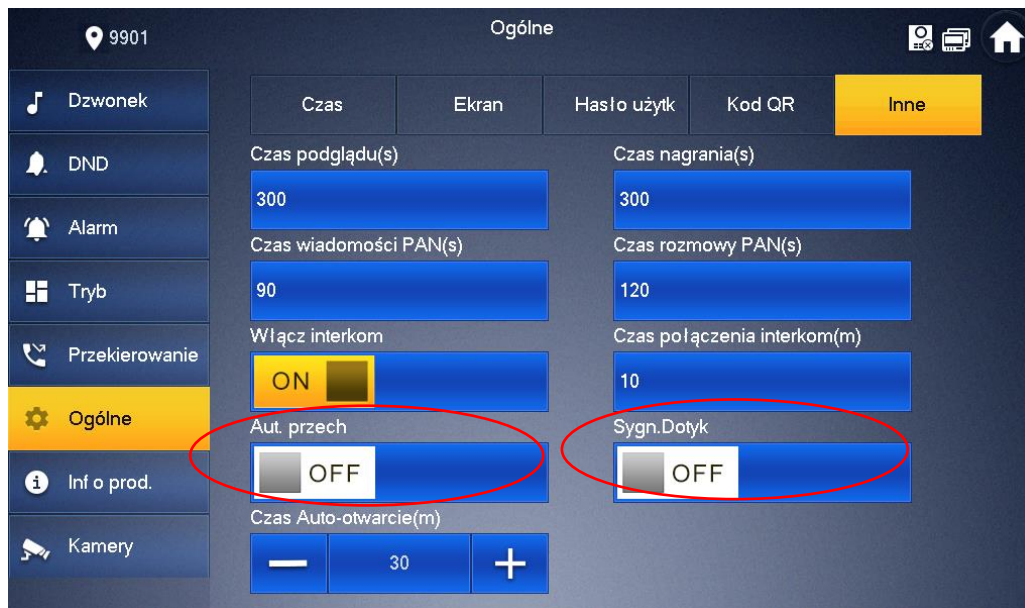 9901
Ogólne
Dzwonek
DND
Alarm
Tryb
Przekierowanie
Ogólne
Inf o prod.
Kamery
Czas
Ekran
Hasło użytk
Kod QR
Inne
Czas podglądu(s)
300
Czas nagrania(s)
300
Czas wiadomości PAN(s)
90
Czas rozmowy PAN(s)
120
Włącz interkom
ON
Czas połączenia interkom(m)
10
Aut. przech
OFF
Sygn.Dotyk
OFF
Czas Auto-otwarcie(m)
30